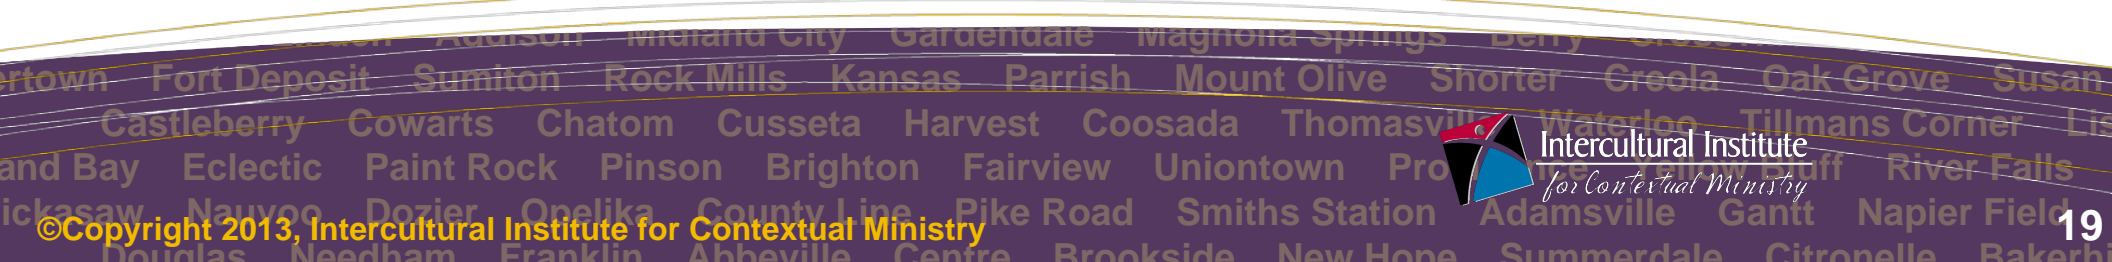 Addison Midland City Gardendale Magnolia Springs Berry
Fort Deposit Sumiton Rock Mills Kansas Parrish Mount Olive Shorter Creola Oak Grove Susan
Castleberry Cowarts Chatom Cusseta Harvest Coosada Thomasville Waterloo Tillmans Corner
Intercultural Institute
and Bay Eclectic Paint Rock Pinson Brighton Fairview Uniontown Yellow Bluff River Falls
for Contextual Ministry
ickasaw Nauvoo Dozier Opelika County Line Pike Road Smiths Station Adamsville Gantt Napier Field
©Copyright 2013, Intercultural Institute for Contextual Ministry
19
Douglas Needham Franklin Abbeville Centre Brookside New Hope Summerdale Citronelle